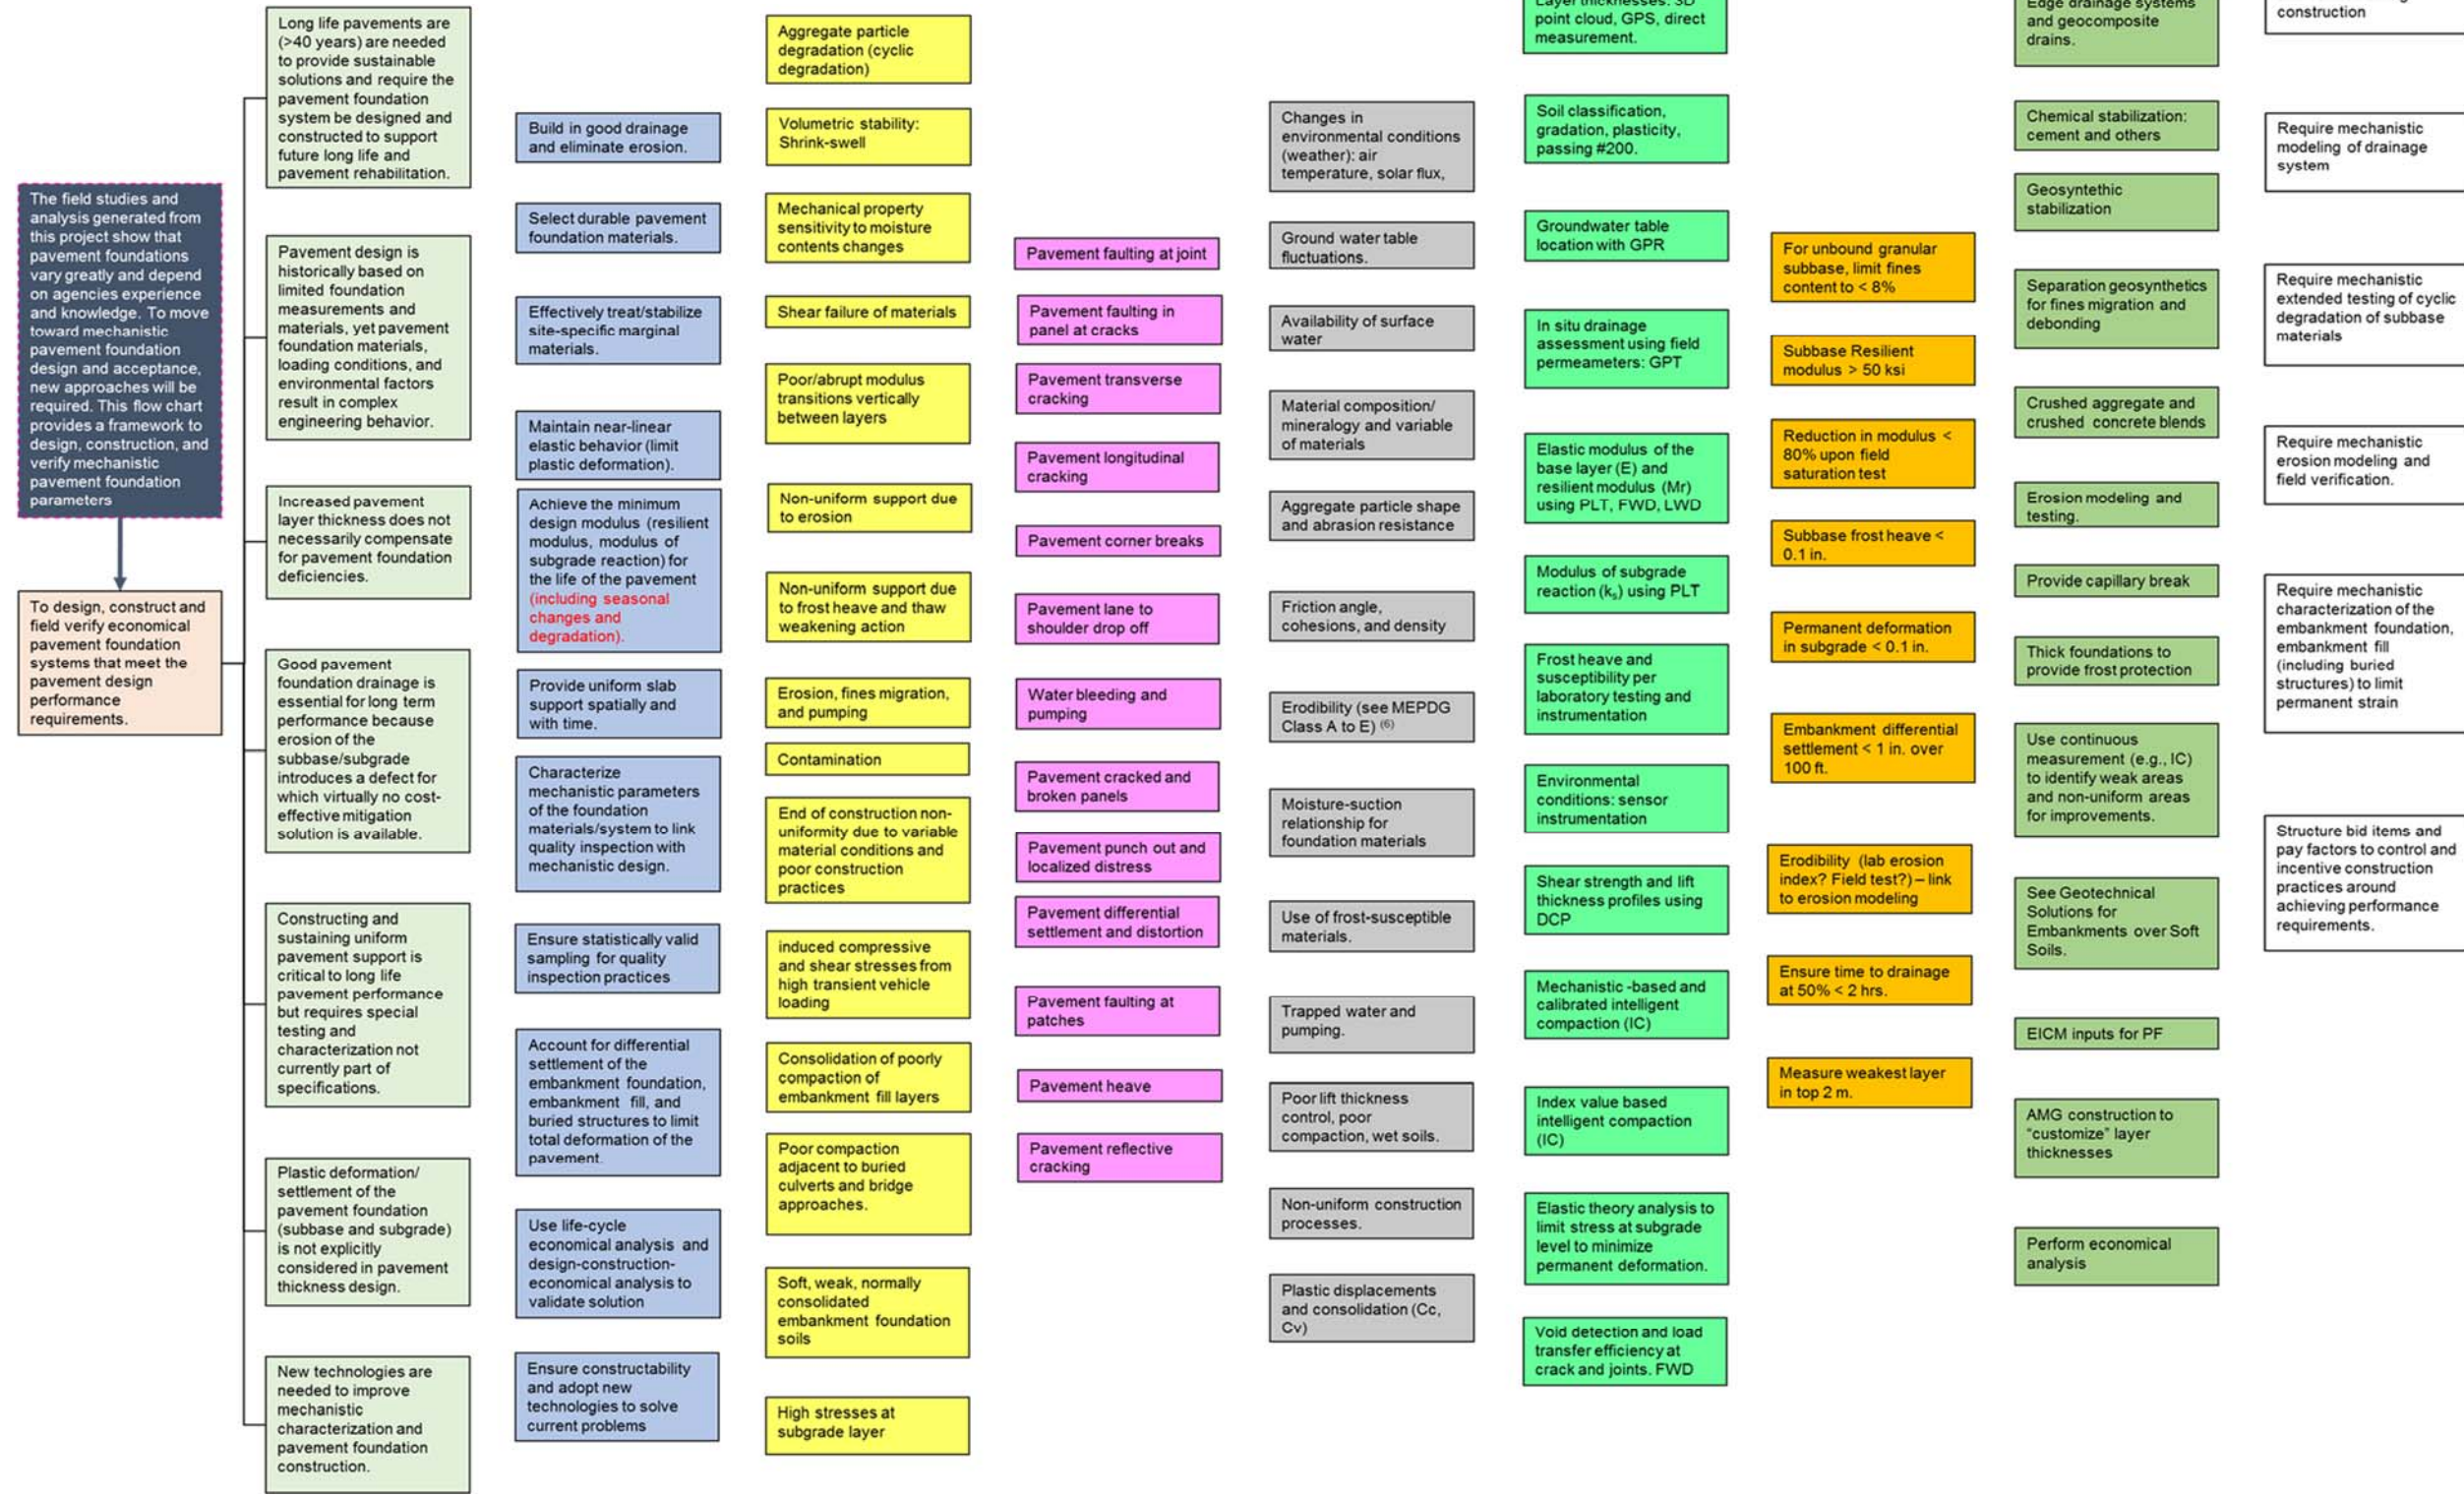 The field studies and
analysis generated from
this project show that
pavement foundations
vary greatly and depend
on agencies experience
and knowledge. To move
toward mechanistic
pavement foundation
design and acceptance,
new approaches will be
required. This flow chart
provides a framework to
design, construction, and
verify mechanistic
pavement foundation
parameters
To design, construct and
field verify economical
pavement foundation
systems that meet the
pavement design
performance
requirements.
Long life pavements are
(>40 years) are needed
to provide sustainable
solutions and require the
pavement foundation
system be designed and
constructed to support
future long life and
pavement rehabilitation.
Pavement design is
historically based on
limited foundation
measurements and
materials, yet pavement
foundation materials,
loading conditions, and
environmental factors
result in complex
engineering behavior.
Increased pavement
layer thickness does not
necessarily compensate
for pavement foundation
deficiencies.
Good pavement
foundation drainage is
essential for long term
performance because
erosion of the
subbase/subgrade
introduces a defect for
which virtually no cost-
effective mitigation
solution is available.
Constructing and
sustaining uniform
pavement support is
critical to long life
pavement performance
but requires special
testing and
characterization not
currently part of
specifications.
Plastic deformation/
settlement of the
pavement foundation
(subbase and subgrade)
is not explicitly
considered in pavement
thickness design.
New technologies are
needed to improve
mechanistic
characterization and
pavement foundation
construction.
Build in good drainage
and eliminate erosion.
Select durable pavement
foundation materials.
Effectively treat/stabilize
site-specific marginal
materials.
Maintain near-linear
elastic behavior (limit
plastic deformation).
Achieve the minimum
design modulus (resilient
modulus, modulus of
subgrade reaction) for
the life of the pavement
(including seasonal
changes and
degradation).
Provide uniform slab
support spatially and
with time.
Characterize
mechanistic parameters
of the foundation
materials/system to link
quality inspection with
mechanistic design.
Ensure statistically valid
sampling for quality
inspection practices
Account for differential
settlement of the
embankment foundation,
embankment fill, and
buried structures to limit
total deformation of the
pavement.
Use life-cycle
economical analysis and
design-construction-
economical analysis to
validate solution
Ensure constructability
and adopt new
technologies to solve
current problems
Aggregate particle
degradation (cyclic
degradation)
Volumetric stability:
Shrink-swell
Mechanical property
sensitivity to moisture
contents changes
Shear failure of materials
Poor/abrupt modulus
transitions vertically
between layers
Non-uniform support due
to erosion
Non-uniform support due
to frost heave and thaw
weakening action
Erosion, fines migration,
and pumping
Contamination
End of construction non-
uniformity due to variable
material conditions and
poor construction
practices
induced compressive
and shear stresses from
high transient vehicle
loading
Consolidation of poorly
compaction of
embankment fill layers
Poor compaction
adjacent to buried
culverts and bridge
approaches.
Soft, weak, normally
consolidated
embankment foundation
soils
High stresses at
subgrade layer
Pavement faulting at joint
Pavement faulting in
panel at cracks
Pavement transverse
cracking
Pavement longitudinal
cracking
Pavement corner breaks
Pavement lane to
shoulder drop off
Water bleeding and
pumping
Pavement cracked and
broken panels
Pavement punch out and
localized distress
Pavement differential
settlement and distortion
Pavement faulting at
patches
Pavement heave
Pavement reflective
cracking
Changes in
environmental conditions
(weather): air
temperature, solar flux,
Ground water table
fluctuations.
Availability of surface
water
Material composition/
mineralogy and variable
of materials
Aggregate particle shape
and abrasion resistance
Friction angle,
cohesions, and density
Erodibility (see MEPDG
Class A to E) (6)
Moisture-suction
relationship for
foundation materials
Use of frost-susceptible
materials.
Trapped water and
pumping.
Poor lift thickness
control, poor
compaction, wet soils.
Non-uniform construction
processes.
Plastic displacements
and consolidation (Cc,
Cv)
Layer thicknesses: 3D
point cloud, GPS, direct
measurement.
Soil classification,
gradation, plasticity,
passing #200.
Groundwater table
location with GPR
In situ drainage
assessment using field
permeameters: GPT
Elastic modulus of the
base layer (E) and
resilient modulus (Mr)
using PLT, FWD, LWD
Modulus of subgrade
reaction (ks) using PLT
Frost heave and
susceptibility per
laboratory testing and
instrumentation
Environmental
conditions: sensor
instrumentation
Shear strength and lift
thickness profiles using
DCP
Mechanistic -based and
calibrated intelligent
compaction (IC)
Index value based
intelligent compaction
(IC)
Elastic theory analysis to
limit stress at subgrade
level to minimize
permanent deformation.
Void detection and load
transfer efficiency at
crack and joints. FWD
For unbound granular
subbase, limit fines
content to < 8%
Subbase Resilient
modulus > 50 ksi
Reduction in modulus <
80% upon field
saturation test
Subbase frost heave <
0.1 in.
Permanent deformation
in subgrade < 0.1 in.
Embankment differential
settlement < 1 in. over
100 ft.
Erodibility (lab erosion
index? Field test?) – link
to erosion modeling
Ensure time to drainage
at 50% < 2 hrs.
Measure weakest layer
in top 2 m.
Edge drainage systems
and geocomposite
drains.
Chemical stabilization:
cement and others
Geosyntethic
stabilization
Separation geosynthetics
for fines migration and
debonding
Crushed aggregate and
crushed concrete blends
Erosion modeling and
testing.
Provide capillary break
Thick foundations to
provide frost protection
Use continuous
measurement (e.g., IC)
to identify weak areas
and non-uniform areas
for improvements.
See Geotechnical
Solutions for
Embankments over Soft
Soils.
EICM inputs for PF
AMG construction to
“customize” layer
thicknesses
Perform economical
analysis
construction
Require mechanistic
modeling of drainage
system
Require mechanistic
extended testing of cyclic
degradation of subbase
materials
Require mechanistic
erosion modeling and
field verification.
Require mechanistic
characterization of the
embankment foundation,
embankment fill
(including buried
structures) to limit
permanent strain
Structure bid items and
pay factors to control and
incentive construction
practices around
achieving performance
requirements.